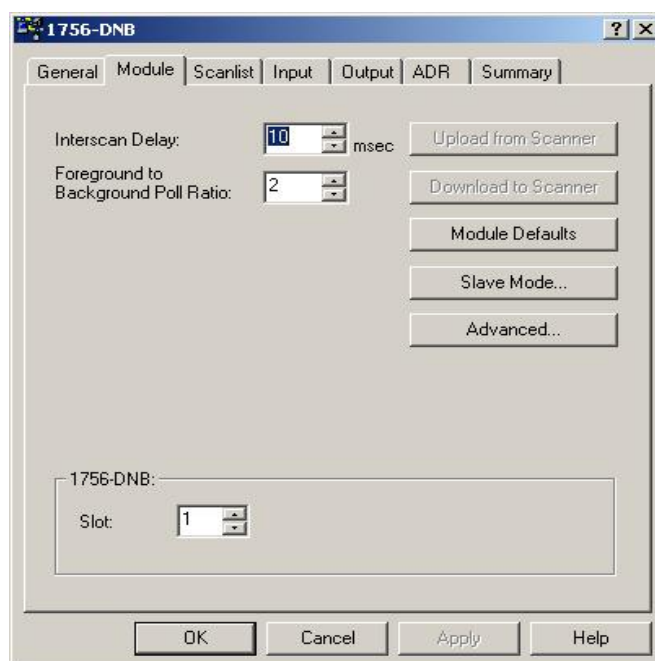 1756-DNB
General Module Scanlist Input Output ADR Summary
Interscan Delay: 10 msec Upload from Scanner
Foreground to
Background Poll Ratio: 2 Download to Scanner
Module Defaults
Slave Mode...
Advanced...
1756-DNB:
Slot: 1
OK Cancel Apply Help